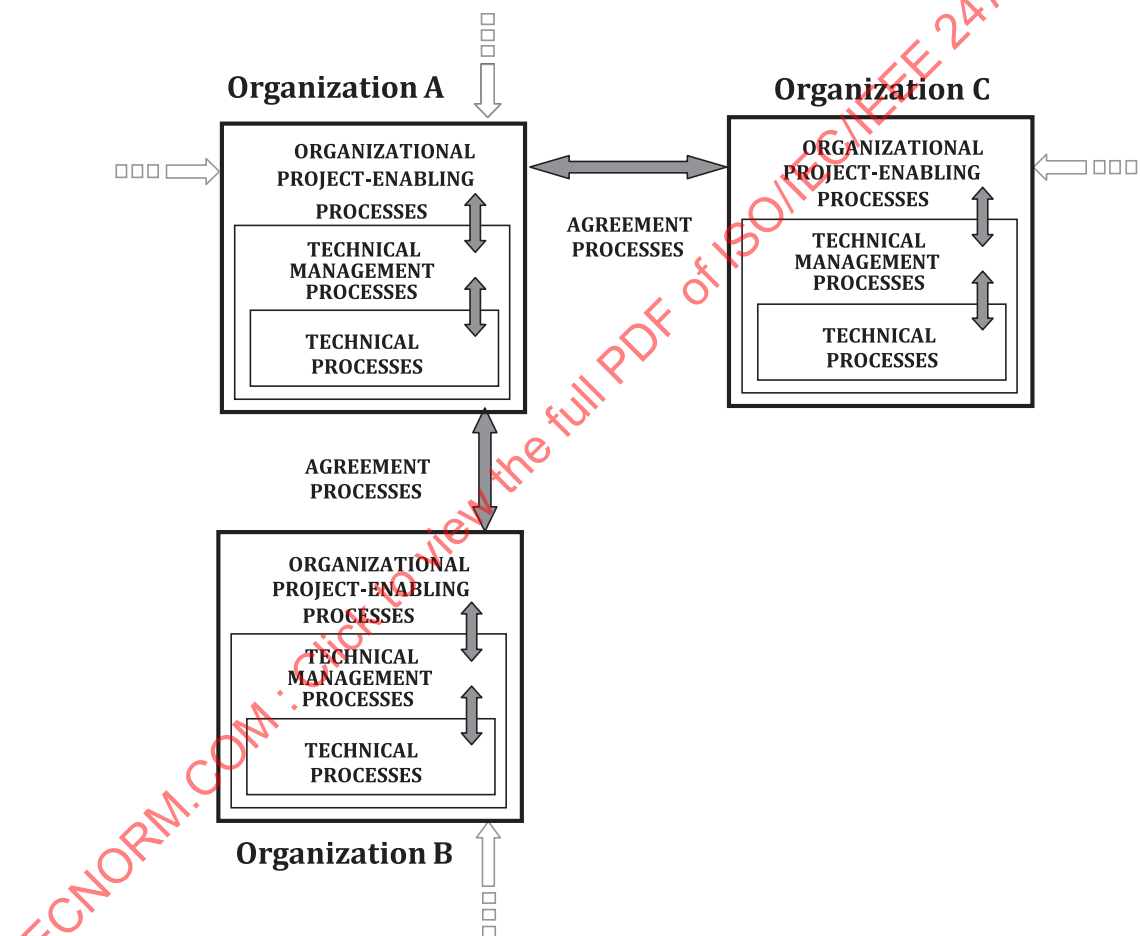 Organization A
ORGANIZATIONAL
PROJECT-ENABLING
PROCESSES
TECHNICAL
MANAGEMENT
PROCESSES
TECHNICAL
PROCESSES
AGREEMENT
PROCESSES
Organization C
ORGANIZATIONAL
PROJECT-ENABLING
PROCESSES
TECHNICAL
MANAGEMENT
PROCESSES
TECHNICAL
PROCESSES
AGREEMENT
PROCESSES
ORGANIZATIONAL
PROJECT-ENABLING
PROCESSES
TECHNICAL
MANAGEMENT
PROCESSES
TECHNICAL
PROCESSES
Organization B
ECNORM.COM : Click to view the full PDF of ISO/IEC/IEEE